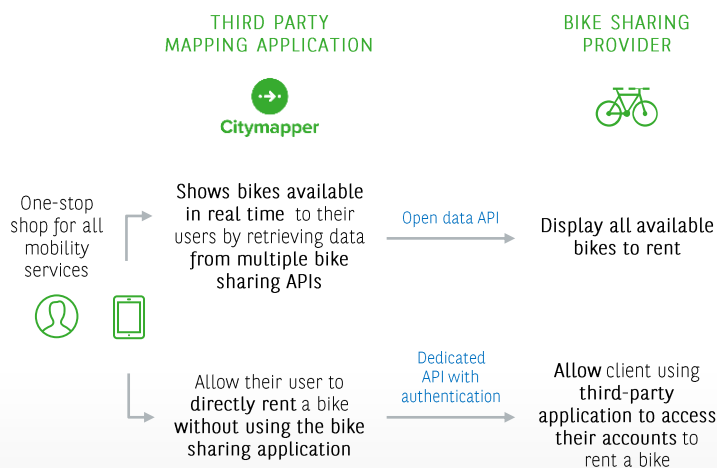 THIRD PARTY
MAPPING APPLICATION
BIKE SHARING
PROVIDER
Citymapper
One-stop
shop for all
mobility
services
Shows bikes available
in real time to their
users by retrieving data
from multiple bike
sharing APIs
Open data API
Display all available
bikes to rent
Allow their user to
directly rent a bike
without using the bike
sharing application
Dedicated
API with
authentication
Allow client using
third-party
application to access
their accounts to
rent a bike